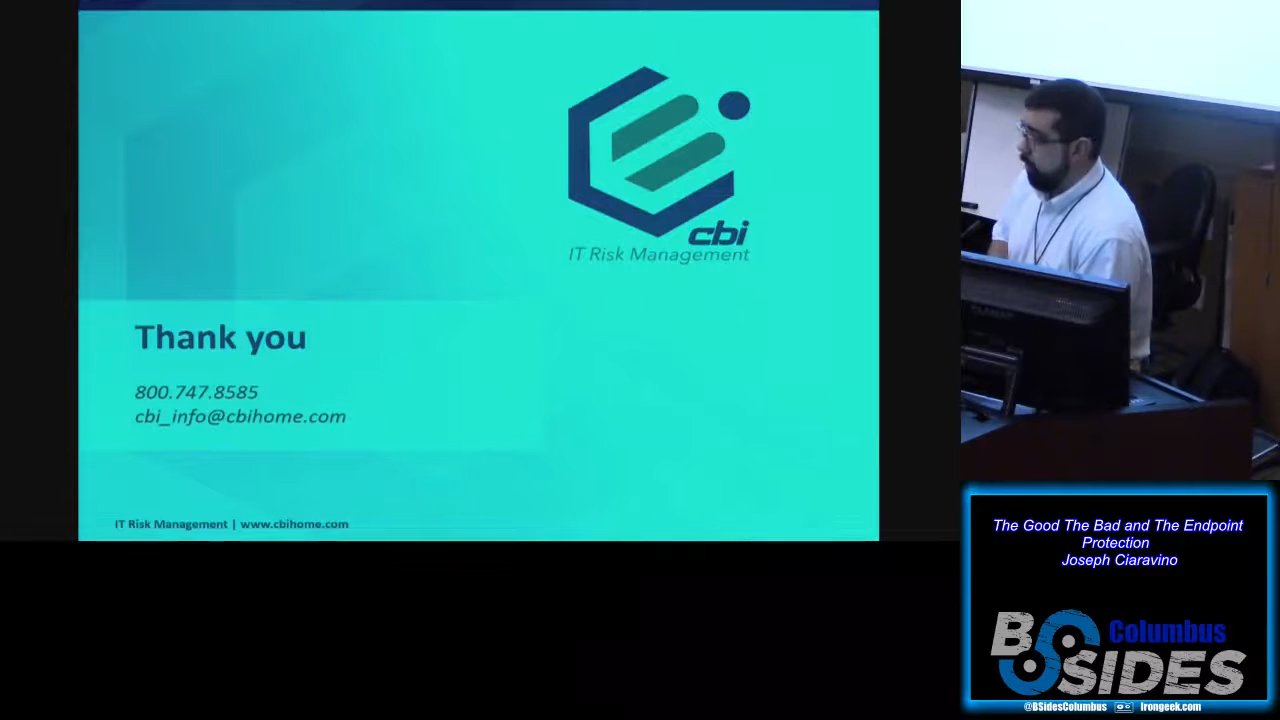 cbi
IT Risk Management
Thank you
800.747.8585
cbi_info@cbihome.com
IT Risk Management | www.cbihome.com
The Good The Bad and The Endpoint
Protection
Joseph Ciaravino
BSIDES
Columbus
@BSidesColumbus
Irongeek.com